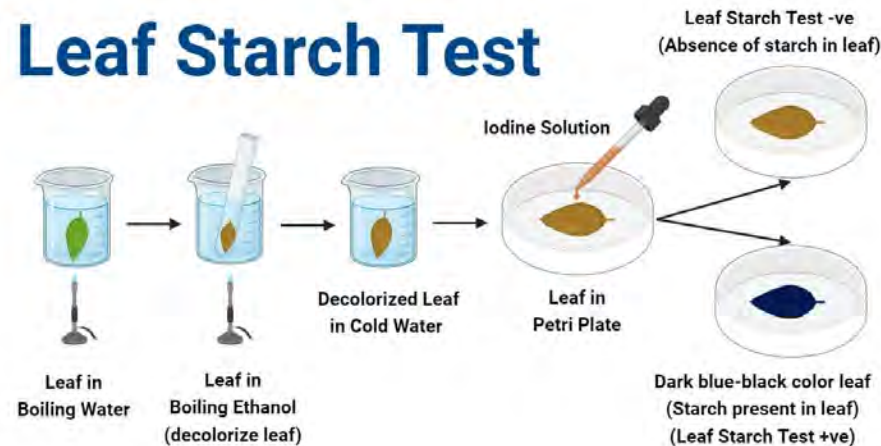 Leaf Starch Test
Leaf Starch Test -ve
(Absence of starch in leaf)
Iodine Solution
Leaf in
Boiling Water
Leaf in
Boiling Ethanol
(decolorize leaf)
Decolorized Leaf
in Cold Water
Leaf in
Petri Plate
Dark blue-black color leaf
(Starch present in leaf)
(Leaf Starch Test +ve)